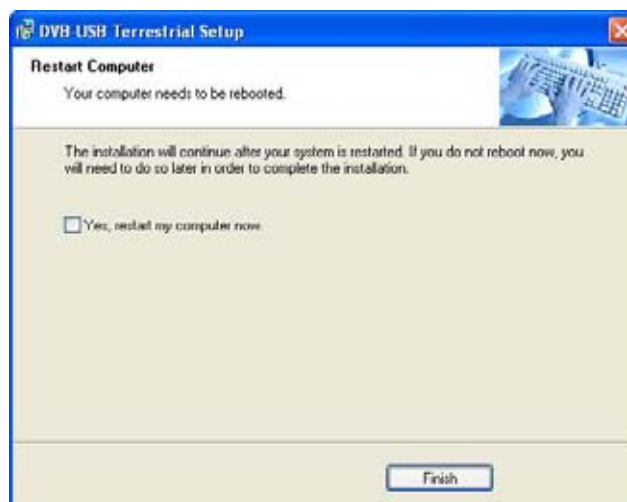 DVB-USB Terrestrial Setup
Restart Computer
Your computer needs to be rebooted.
The installation will continue after your system is restarted. If you do not reboot now, you
will need to do so later in order to complete the installation.
Yes, restart my computer now.
Finish